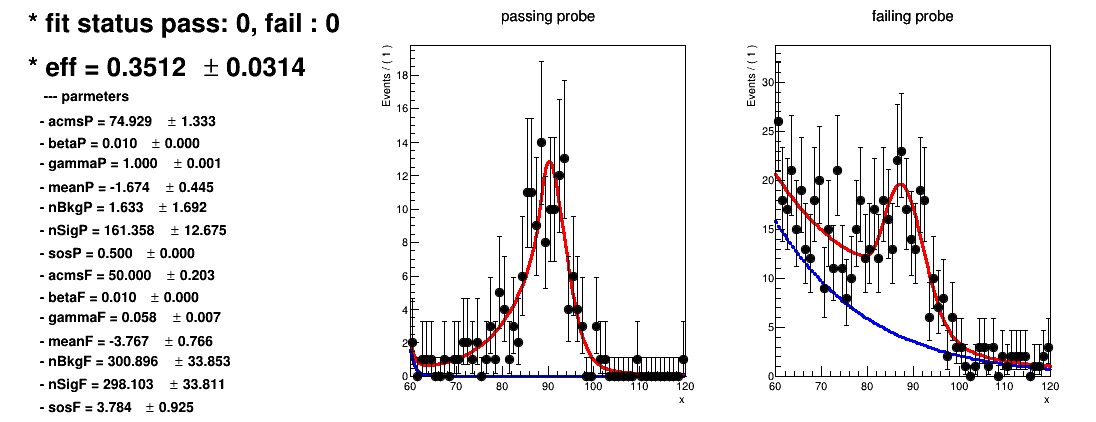 * fit status pass: 0, fail : 0
* eff = 0.3512 ± 0.0314
--- parmeters
- acmsP = 74.929 ± 1.333
- betaP = 0.010 ± 0.000
- gammaP = 1.000 ± 0.001
- meanP = -1.674 ± 0.445
- nBkgP = 1.633 ± 1.692
- nSigP = 161.358 ± 12.675
- sosP = 0.500 ± 0.000
- acmsF = 50.000 ± 0.203
- betaF = 0.010 ± 0.000
- gammaF = 0.058 ± 0.007
- meanF = -3.767 ± 0.766
- nBkgF = 300.896 ± 33.853
- nSigF = 298.103 ± 33.811
- sosF = 3.784 ± 0.925
passing probe
Events / ( 1 )
18
16
14
12
10
8
6
4
2
0
60 70 80 90 100 110 120
x
failing probe
Events / ( 1 )
30
25
20
15
10
5
0
60 70 80 90 100 110 120
x